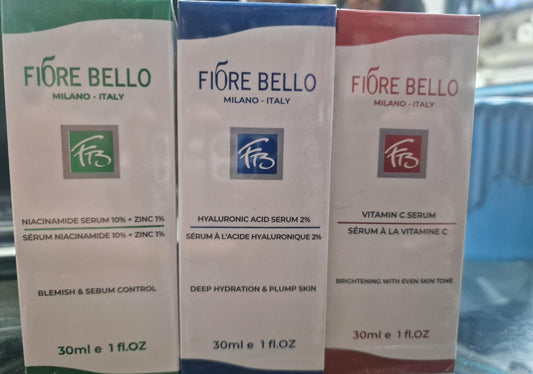 FIORE BELLO
MILANO - ITALY
FB
NIACINAMIDE SERUM 10% + ZINC 1%
SÉRUM NIACINAMIDE 10% + ZINC 1%
BLEMISH & SEBUM CONTROL
30ml e 1 fl.OZ
FIORE BELLO
MILANO - ITALY
FB
HYALURONIC ACID SERUM 2%
SÉRUM À L'ACIDE HYALURONIQUE 2%
DEEP HYDRATION & PLUMP SKIN
30ml e 1 fl.OZ
FIORE BELLO
MILANO - ITALY
FB
VITAMIN C SERUM
SÉRUM À LA VITAMINE C
BRIGHTENING WITH EVEN SKIN TONE
30ml e 1 fl.OZ